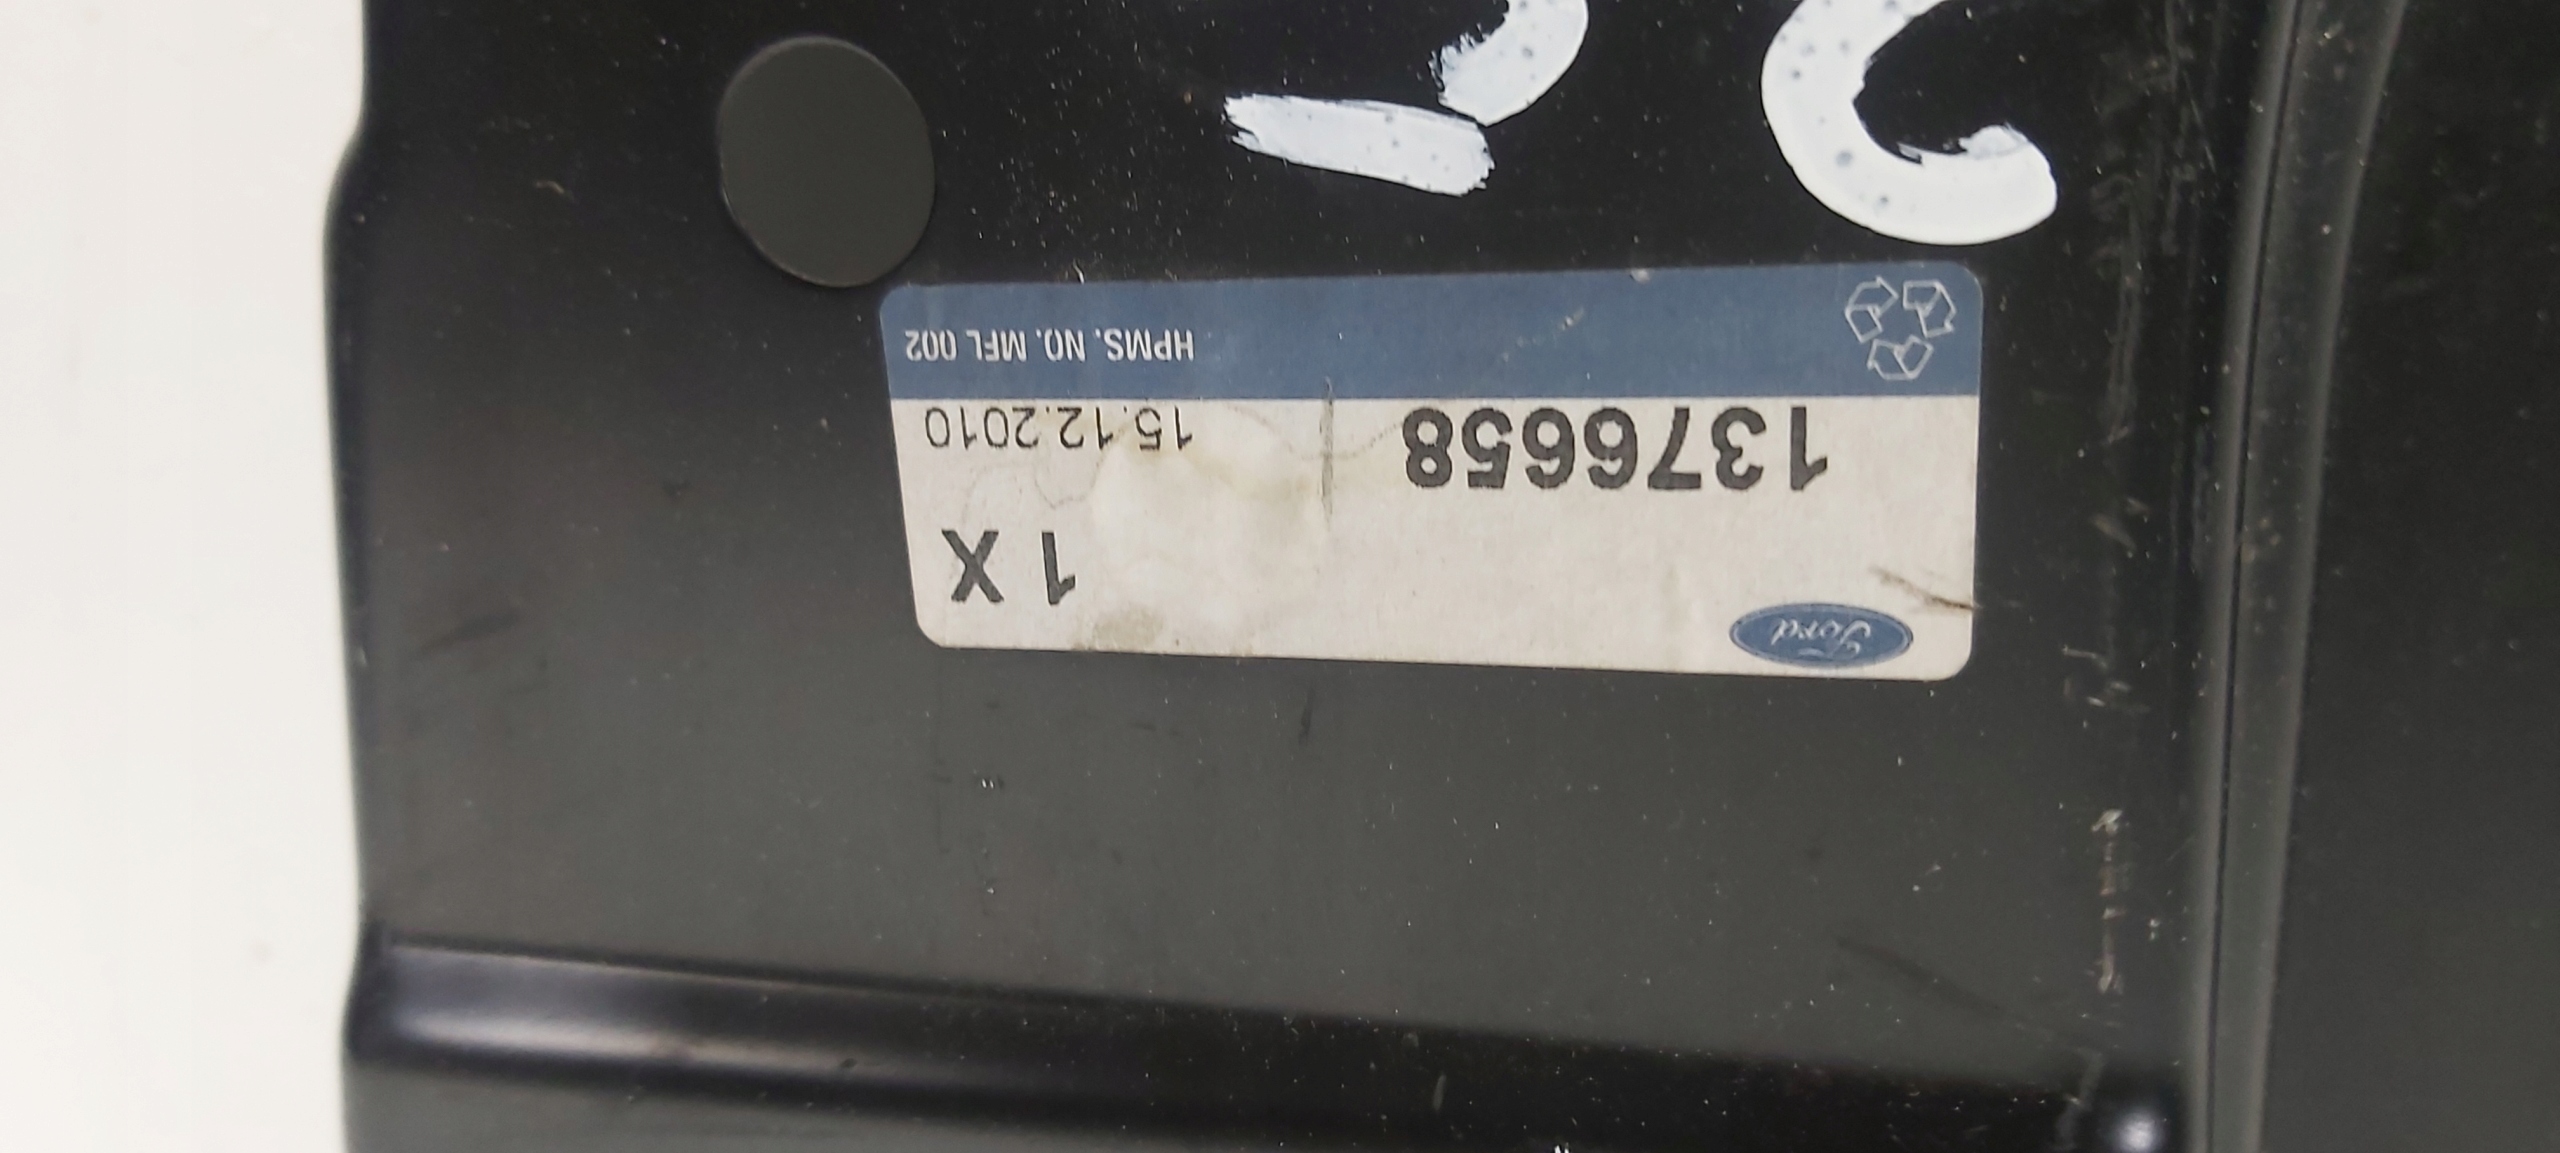 Ford
1 X
1376658
15.12.2010
HPMS. NO. MFL 002